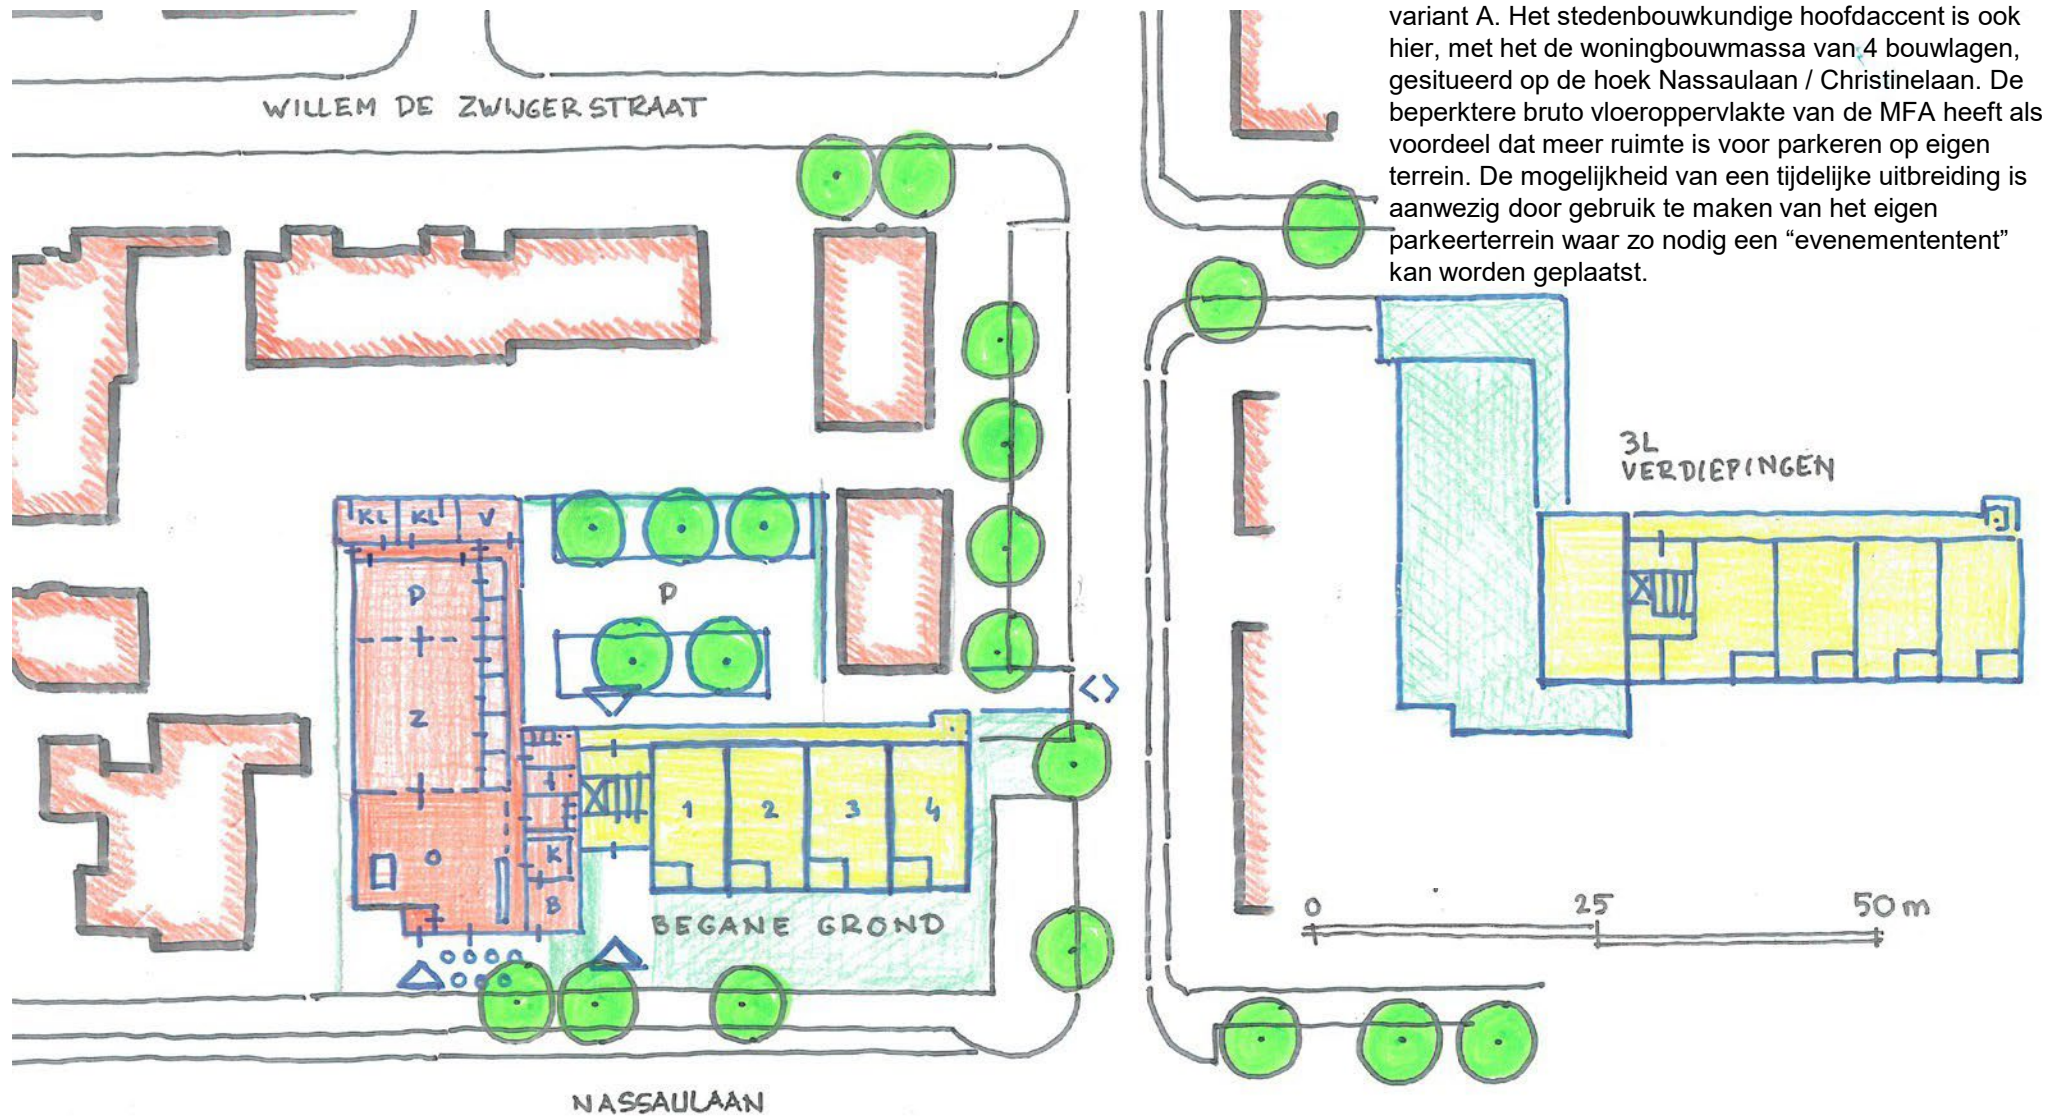 variant A. Het stedenbouwkundige hoofdaccent is ook
hier, met het de woningbouwmassa van 4 bouwlagen,
gesitueerd op de hoek Nassaulaan / Christinelaan. De
beperktere bruto vloeroppervlakte van de MFA heeft als
voordeel dat meer ruimte is voor parkeren op eigen
terrein. De mogelijkheid van een tijdelijke uitbreiding is
aanwezig door gebruik te maken van het eigen
parkeerterrein waar zo nodig een “evenemententent”
kan worden geplaatst.
WILLEM DE ZWIJGERSTRAAT
3L
VERDIEPINGEN
KL KL V
P
P
Z
1 2 3 4
O
K
B
BEGANE GROND
0 25 50m
NASSAULAAN